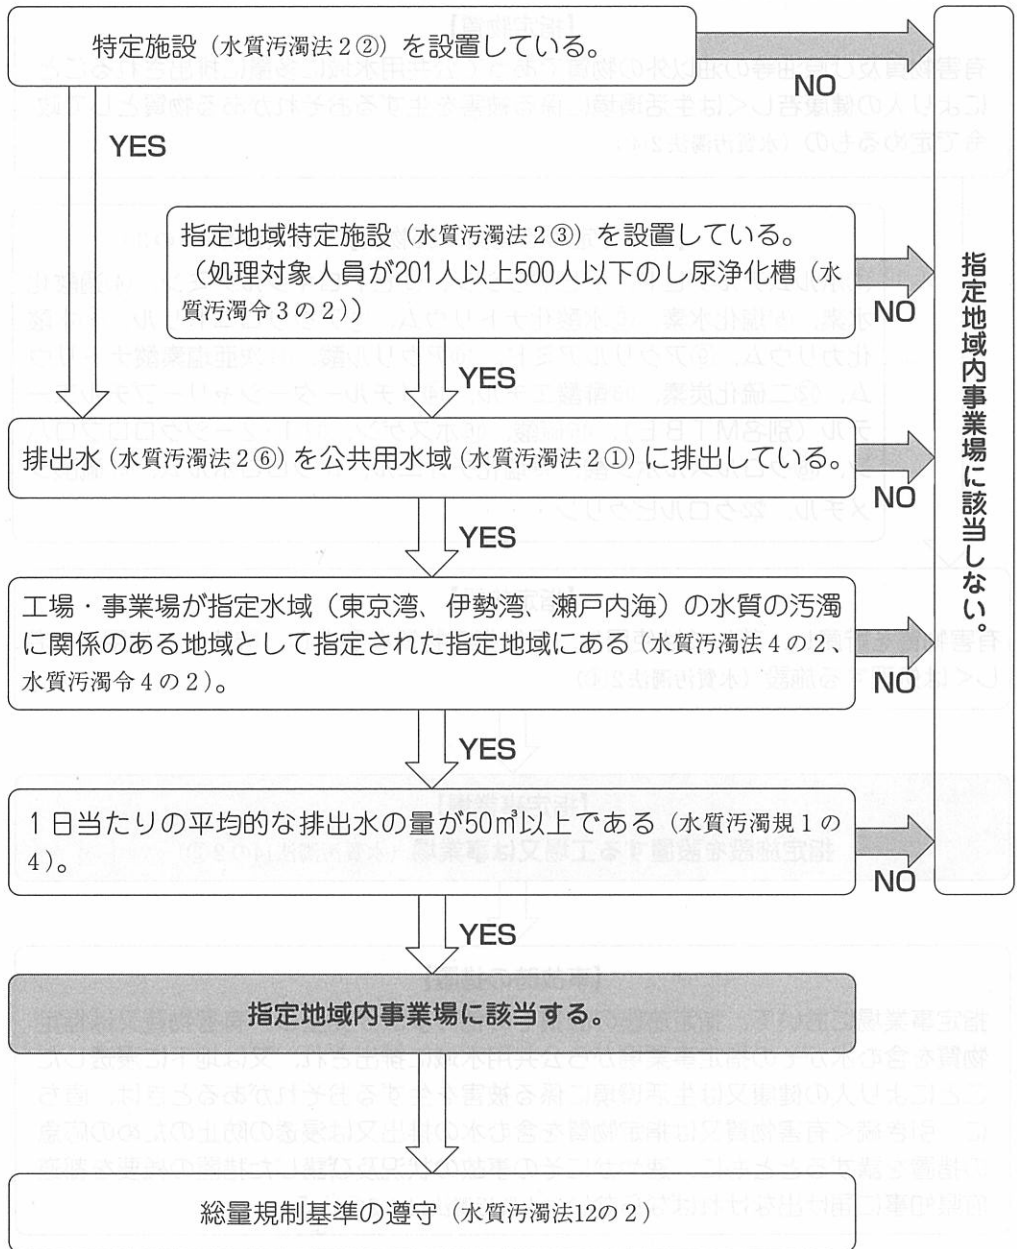 特定施設（水質汚濁法２②）を設置している。
NO
YES
指定地域特定施設（水質汚濁法２③）を設置している。
（処理対象人員が201人以上500人以下のし尿浄化槽（水
質汚濁令３の２））
NO
YES
排出水（水質汚濁法２⑥）を公共用水域（水質汚濁法２①）に排出している。
NO
YES
工場・事業場が指定水域（東京湾、伊勢湾、瀬戸内海）の水質の汚濁
に関係のある地域として指定された指定地域にある（水質汚濁法４の２、
水質汚濁令４の２）。
NO
YES
１日当たりの平均的な排出水の量が50㎥以上である（水質汚濁規１の
４）。
NO
YES
指定地域内事業場に該当する。
総量規制基準の遵守（水質汚濁法12の２）
指定地域内事業場に該当しない。